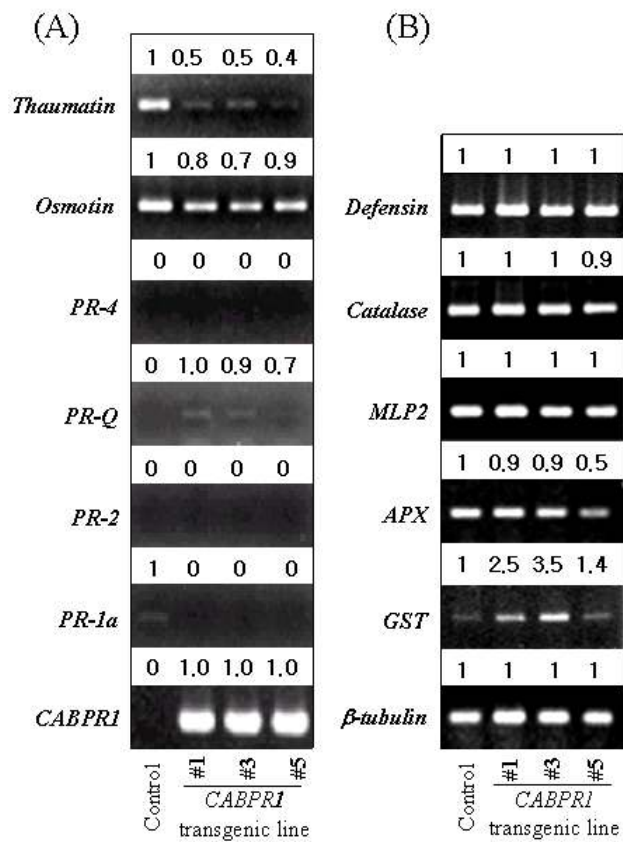 (A)
1 0.5 0.5 0.4
Thaumatin
1 0.8 0.7 0.9
Osmotin
0 0 0 0
PR-4
0 1.0 0.9 0.7
PR-Q
0 0 0 0
PR-2
1 0 0 0
PR-1a
0 1.0 1.0 1.0
CABPR1
Control
#1
#3
#5
CABPR1
transgenic line
(B)
1 1 1 1
Defensin
1 1 1 0.9
Catalase
1 1 1 1
MLP2
1 0.9 0.9 0.5
APX
1 2.5 3.5 1.4
GST
1 1 1 1
β-tubulin
Control
#1
#3
#5
CABPR1
transgenic line